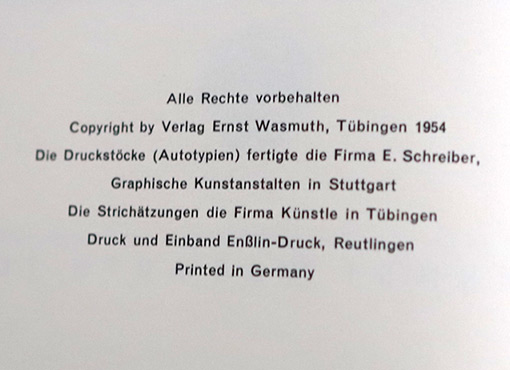 Alle Rechte vorbehalten
Copyright by Verlag Ernst Wasmuth, Tübingen 1954
Die Druckstöcke (Autotypien) fertigte die Firma E. Schreiber,
Graphische Kunstanstalten in Stuttgart
Die Strichätzungen die Firma Künstle in Tübingen
Druck und Einband Enßlin-Druck, Reutlingen
Printed in Germany